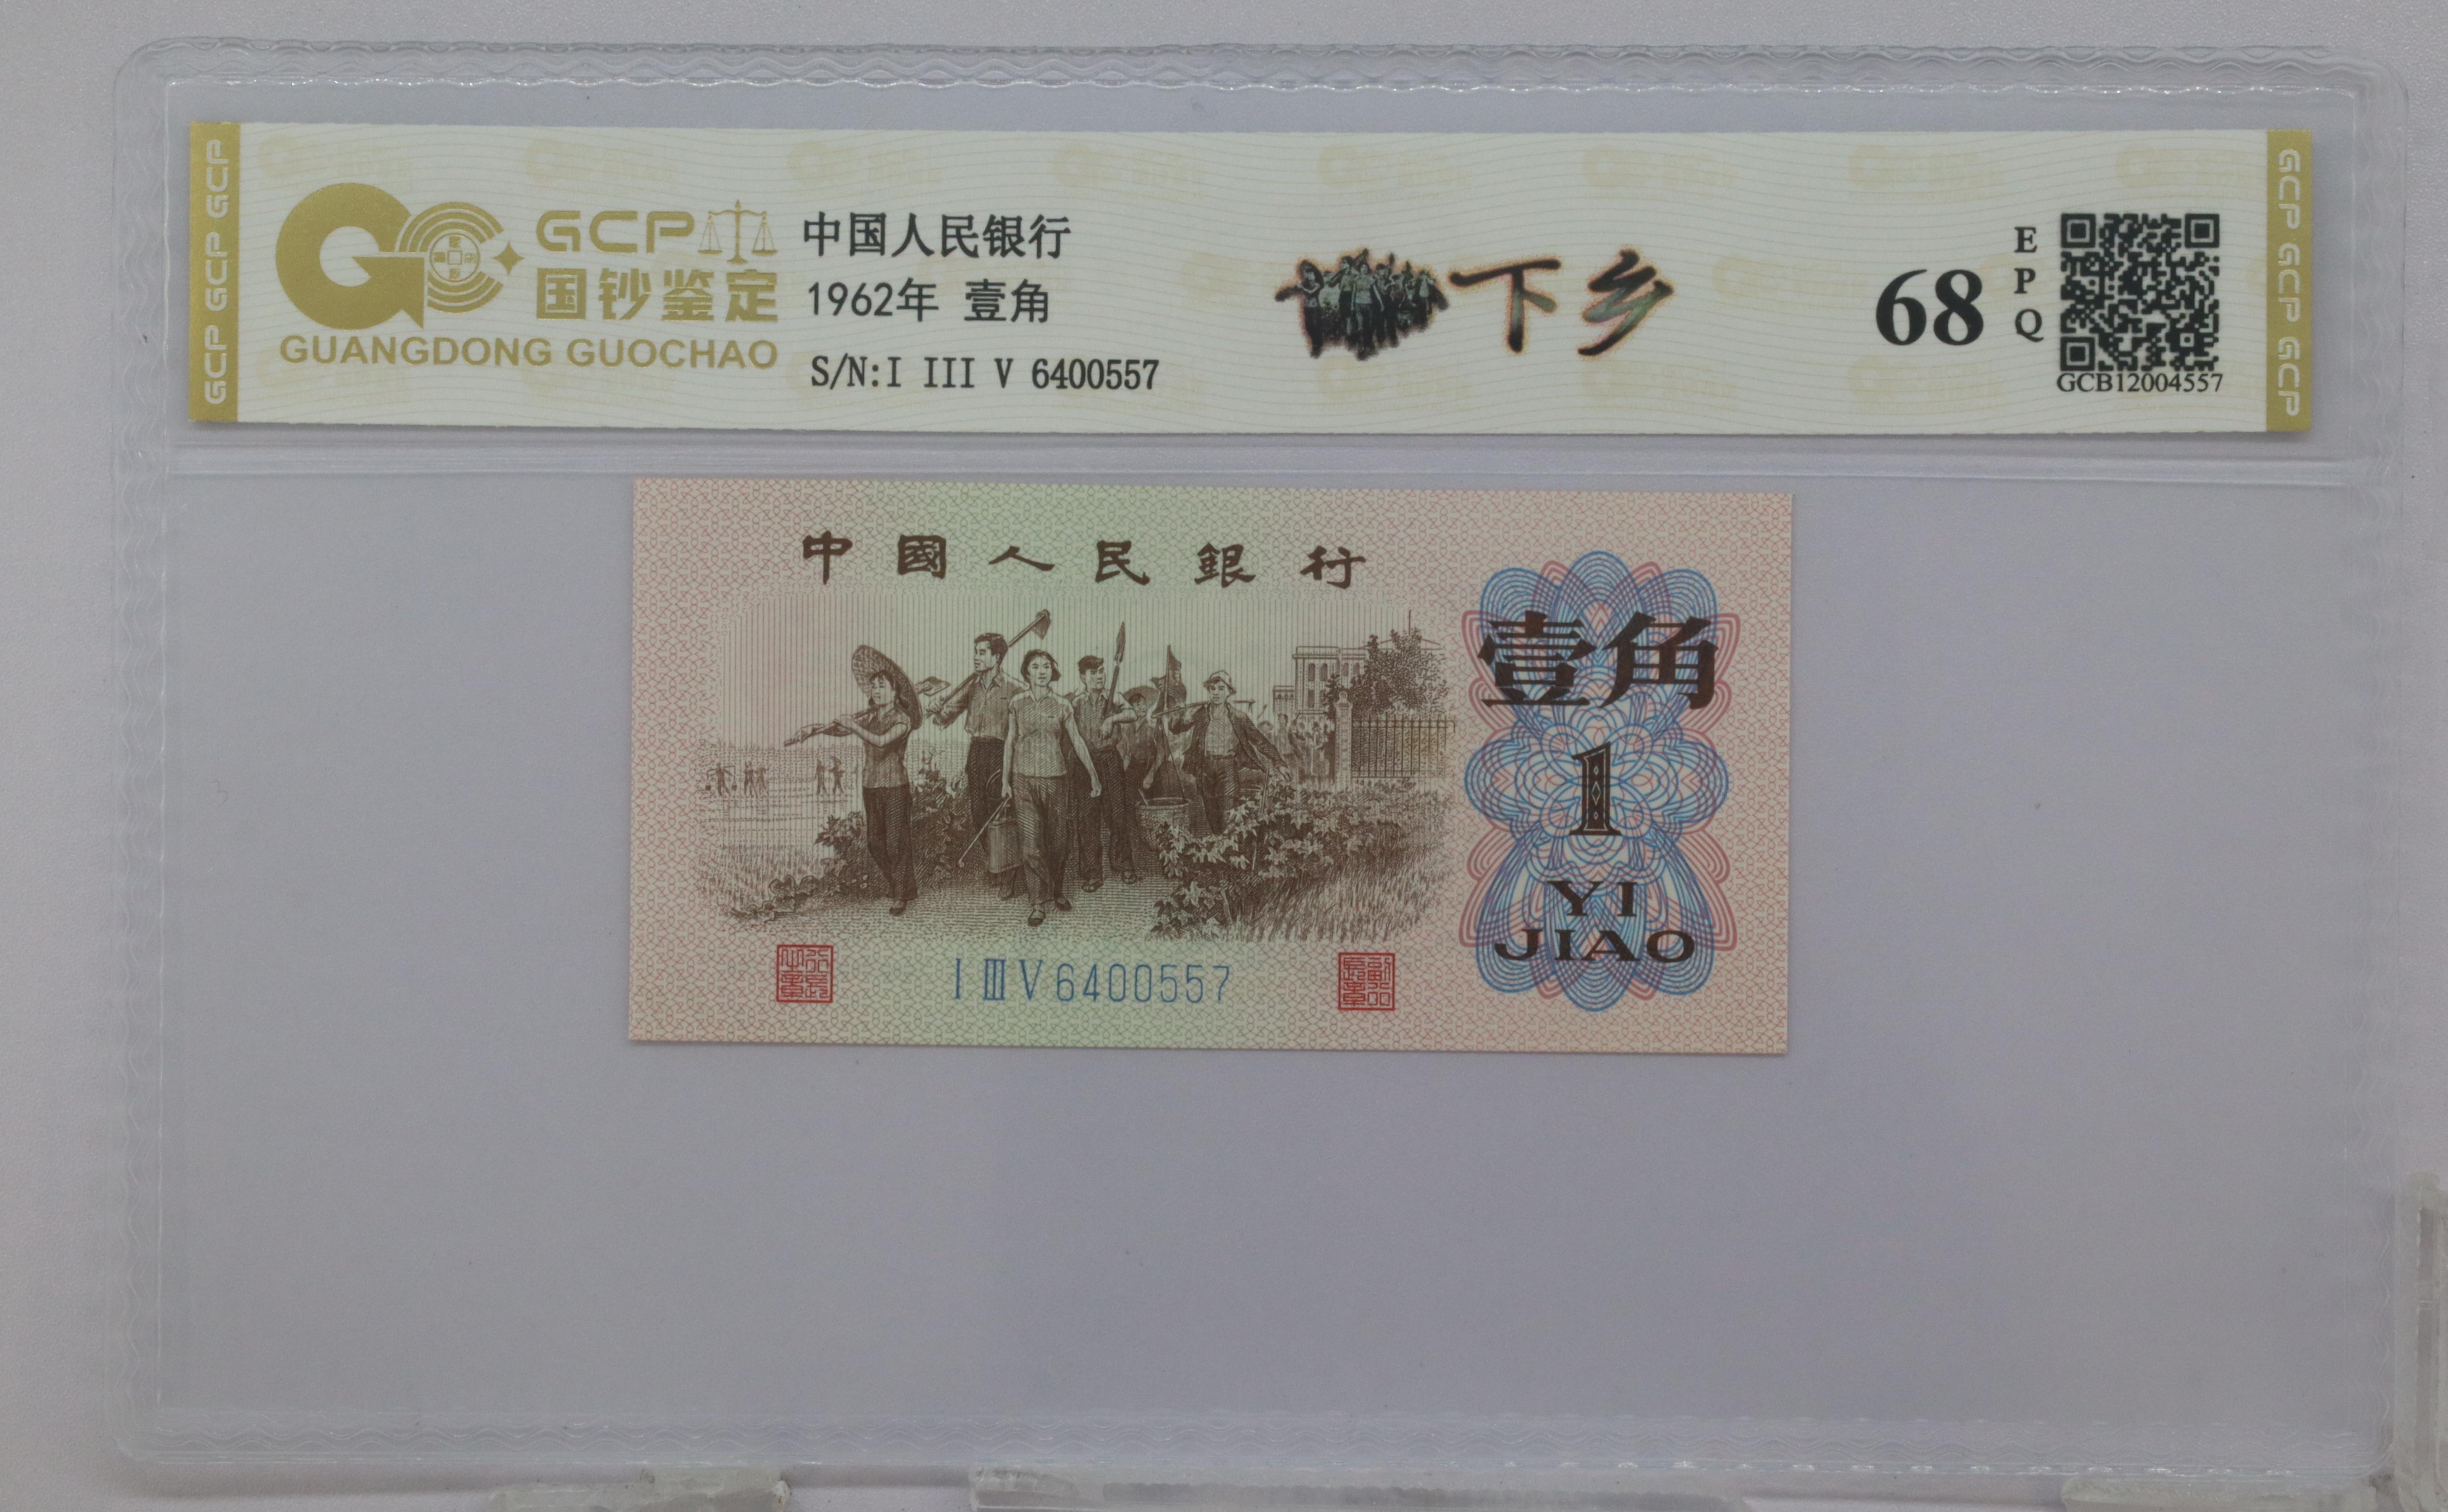 GCP GCP GCP
GCP
国钞鉴定
GUANGDONG GUOCHAO
中国人民银行
1962年 壹角
S/N:I III V 6400557
下乡
68
EPQ
GCB12004557
GCP GCP GCP
中國人民銀行
壹角
1
YI
JIAO
I III V 6400557